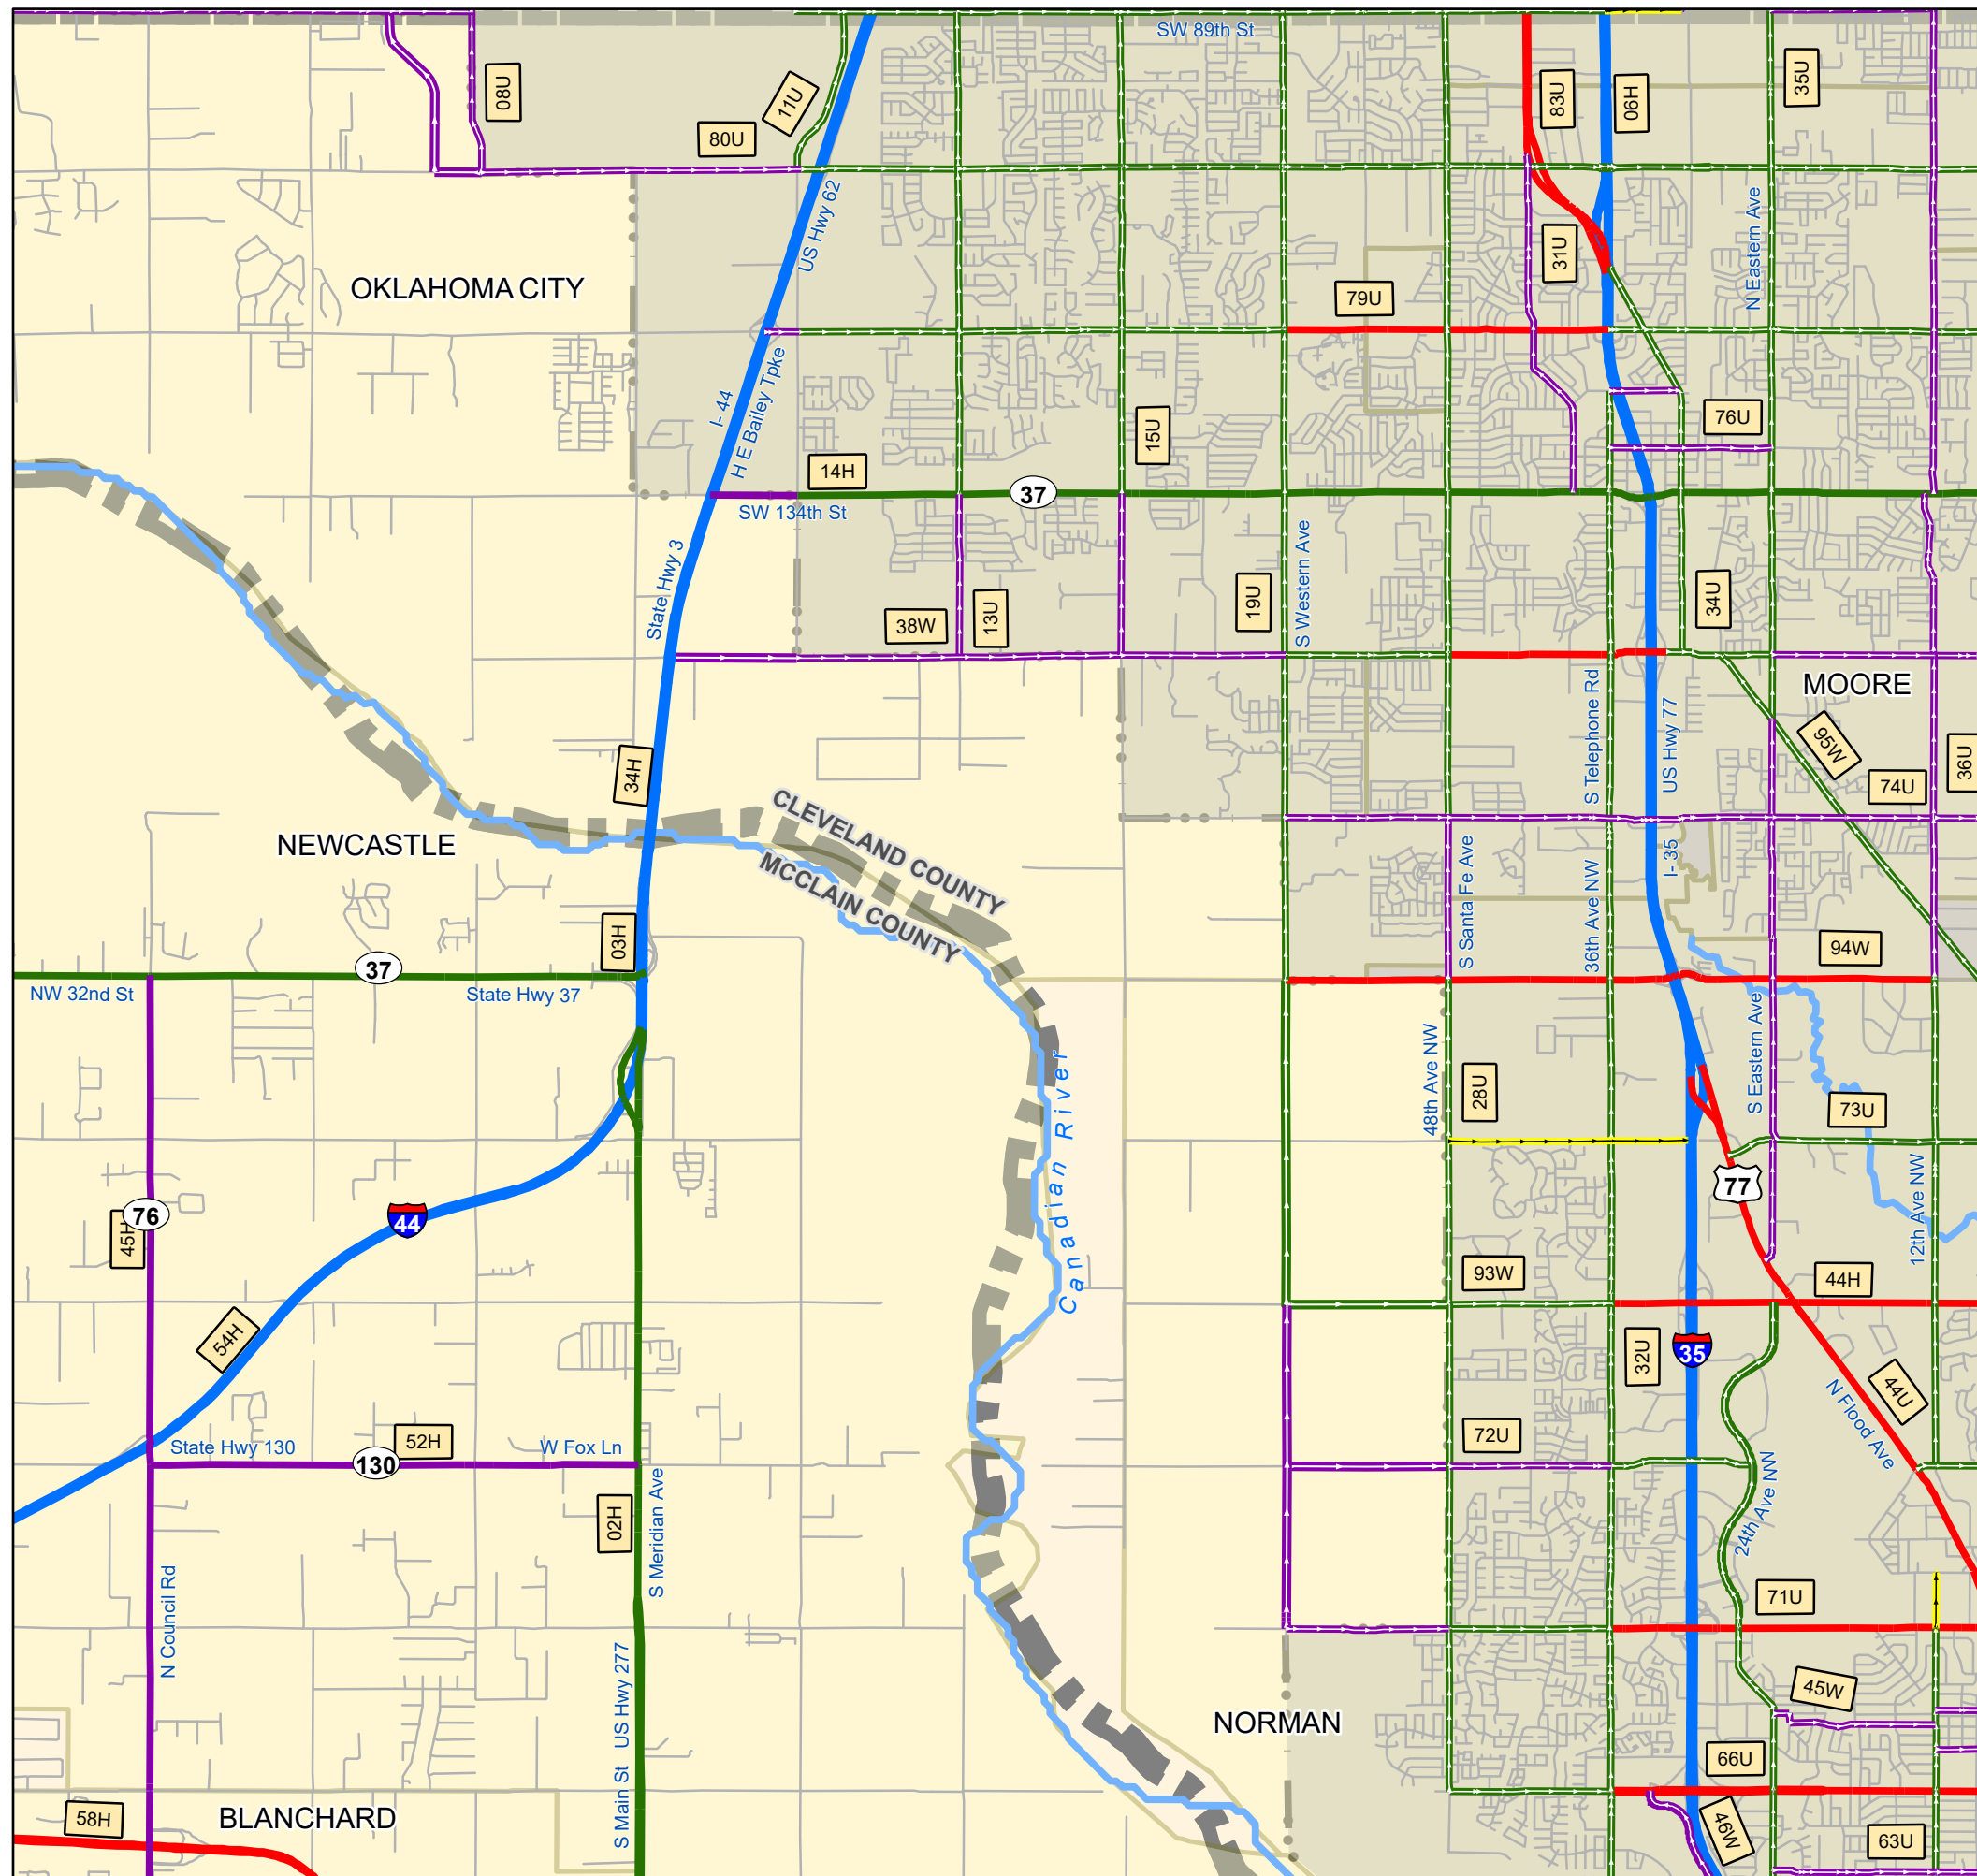 SW 89th St
08U
11U
80U
83U
06H
35U
US Hwy 62
OKLAHOMA CITY
31U
79U
N Eastern Ave
I- 44
H E Bailey Tpke
15U
76U
14H
37
SW 134th St
State Hwy 3
38W
13U
19U
S Western Ave
34U
MOORE
S Telephone Rd
US Hwy 77
95W
74U
36U
34H
NEWCASTLE
CLEVELAND COUNTY
MCCLAIN COUNTY
S Santa Fe Ave
36th Ave NW
I-35
94W
03H
37
NW 32nd St
State Hwy 37
48th Ave NW
28U
S Eastern Ave
73U
Canadian River
77
12th Ave NW
45H
76
44
93W
44H
54H
32U
35
44U
N Flood Ave
State Hwy 130
52H
130
W Fox Ln
72U
24th Ave NW
02H
S Meridian Ave
N Council Rd
71U
US Hwy 277
S Main St
45W
NORMAN
66U
58H
BLANCHARD
46W
63U